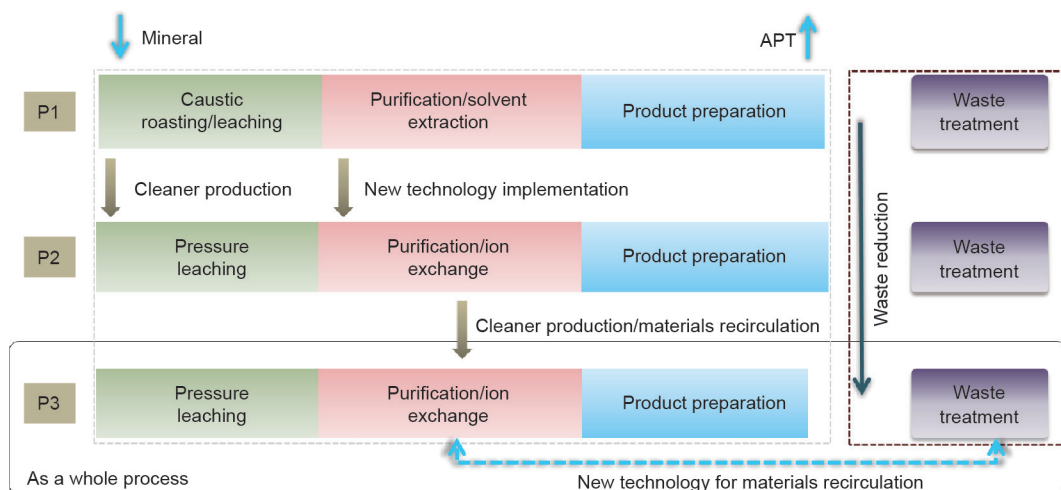 Mineral
APT
P1
Caustic
roasting/leaching
Purification/solvent
extraction
Product preparation
Waste
treatment
Cleaner production
New technology implementation
P2
Pressure
leaching
Purification/ion
exchange
Product preparation
Waste
treatment
Waste reduction
Cleaner production/materials recirculation
P3
Pressure
leaching
Purification/ion
exchange
Product preparation
Waste
treatment
As a whole process
New technology for materials recirculation